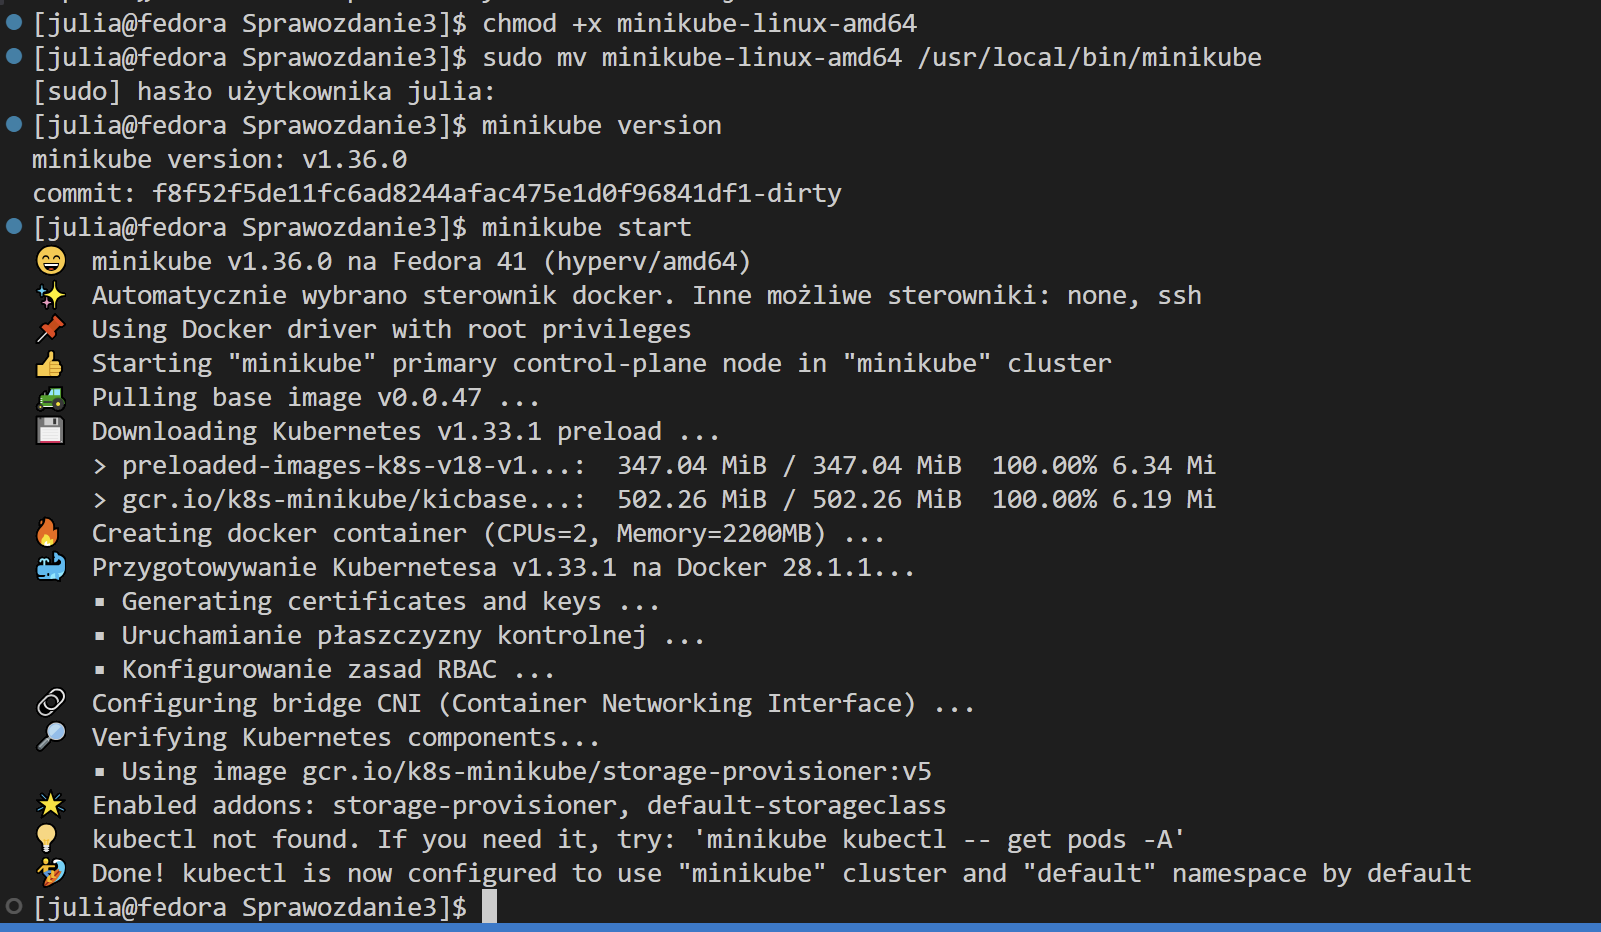 [julia@fedora Sprawozdanie3]$ chmod +x minikube-linux-amd64
[julia@fedora Sprawozdanie3]$ sudo mv minikube-linux-amd64 /usr/local/bin/minikube
[sudo] hasło użytkownika julia:
[julia@fedora Sprawozdanie3]$ minikube version
minikube version: v1.36.0
commit: f8f52f5de11fc6ad8244afac475e1d0f96841df1-dirty
[julia@fedora Sprawozdanie3]$ minikube start
😄 minikube v1.36.0 na Fedora 41 (hyperv/amd64)
✨ Automatycznie wybrano sterownik docker. Inne możliwe sterowniki: none, ssh
📌 Using Docker driver with root privileges
👍 Starting "minikube" primary control-plane node in "minikube" cluster
🚜 Pulling base image v0.0.47 ...
💾 Downloading Kubernetes v1.33.1 preload ...
> preloaded-images-k8s-v18-v1...: 347.04 MiB / 347.04 MiB 100.00% 6.34 Mi
> gcr.io/k8s-minikube/kicbase...: 502.26 MiB / 502.26 MiB 100.00% 6.19 Mi
🔥 Creating docker container (CPUs=2, Memory=2200MB) ...
🐳 Przygotowywanie Kubernetesa v1.33.1 na Docker 28.1.1...
▪ Generating certificates and keys ...
▪ Uruchamianie płaszczyzny kontrolnej ...
▪ Konfigurowanie zasad RBAC ...
🔗 Configuring bridge CNI (Container Networking Interface) ...
🔎 Verifying Kubernetes components...
▪ Using image gcr.io/k8s-minikube/storage-provisioner:v5
🌟 Enabled addons: storage-provisioner, default-storageclass
💡 kubectl not found. If you need it, try: 'minikube kubectl -- get pods -A'
🏄 Done! kubectl is now configured to use "minikube" cluster and "default" namespace by default
[julia@fedora Sprawozdanie3]$